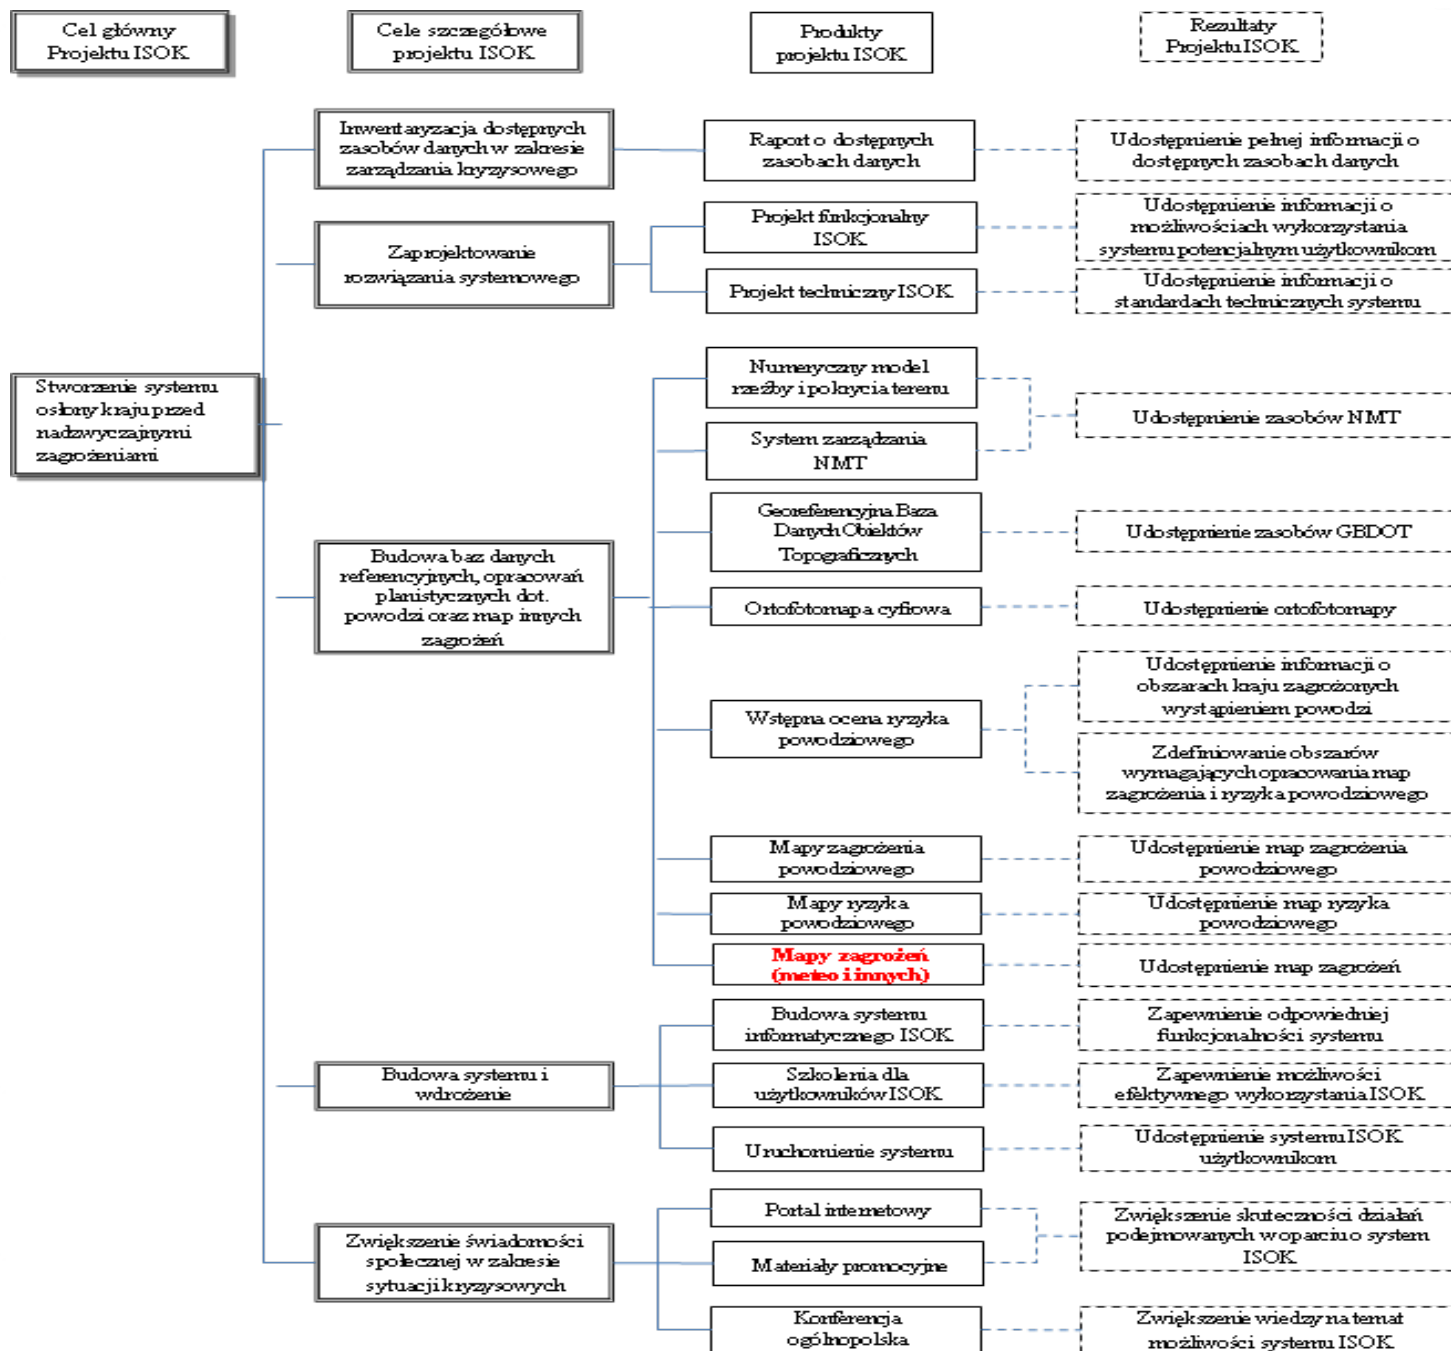 Cel główny
Projektu ISOK
Cele szczegółowe
projektu ISOK
Produkty
projektu ISOK
Rezultaty
Projektu ISOK
Stworzenie systemu
osłony kraju przed
nadzwyczajnymi
zagrożeniami
Inwentaryzacja dostępnych
zasobów danych w zakresie
zarządzania kryzysowego
Raport o dostępnych
zasobach danych
Udostępnienie pełnej informacji o
dostępnych zasobach danych
Zaprojektowanie
rozwiązania systemowego
Projekt funkcjonalny
ISOK
Udostępnienie informacji o
możliwościach wykorzystania
systemu potencjalnym użytkownikom
Projekt techniczny ISOK
Udostępnienie informacji o
standardach technicznych systemu
Budowa baz danych
referencyjnych, opracowań
planistycznych dot.
powodzi oraz map innych
zagrożeń
Numeryczny model
rzeźby i pokrycia terenu
System zarządzania
NMT
Udostępnienie zasobów NMT
Georeferencyjna Baza
Danych Obiektów
Topograficznych
Udostępnienie zasobów GBDOT
Ortofotomapa cyfrowa
Udostępnienie ortofotomapy
Wstępna ocena ryzyka
powodziowego
Udostępnienie informacji o
obszarach kraju zagrożonych
wystąpieniem powodzi
Zdefiniowanie obszarów
wymagających opracowania map
zagrożenia i ryzyka powodziowego
Mapy zagrożenia
powodziowego
Udostępnienie map zagrożenia
powodziowego
Mapy ryzyka
powodziowego
Udostępnienie map ryzyka
powodziowego
Mapy zagrożeń
(meteo i innych)
Udostępnienie map zagrożeń
Budowa systemu i
wdrożenie
Budowa systemu
informatycznego ISOK
Zapewnienie odpowiedniej
funkcjonalności systemu
Szkolenia dla
użytkowników ISOK
Zapewnienie możliwości
efektywnego wykorzystania ISOK
Uruchomienie systemu
Udostępnienie systemu ISOK
użytkownikom
Zwiększenie świadomości
społecznej w zakresie
sytuacji kryzysowych
Portal internetowy
Materiały promocyjne
Zwiększenie skuteczności działań
podejmowanych w oparciu o system
ISOK
Konferencja
ogólnopolska
Zwiększenie wiedzy na temat
możliwości systemu ISOK